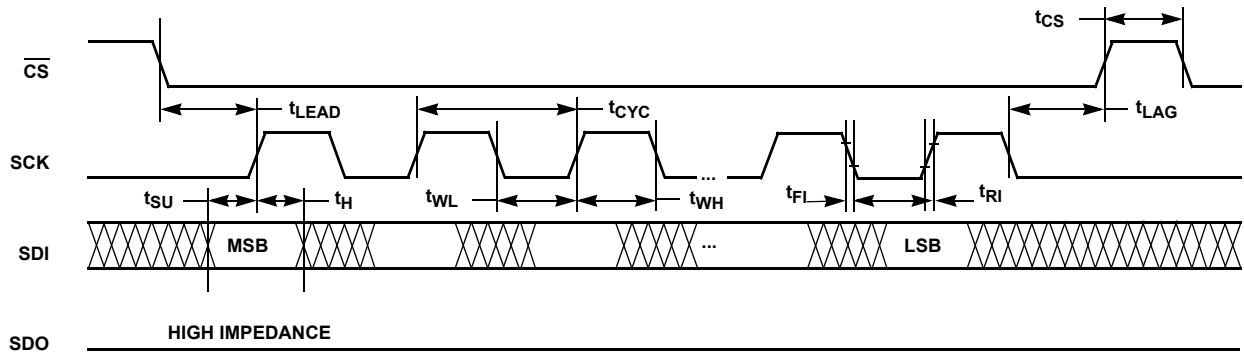 tCS
CS
tLEAD
tCYC
tLAG
SCK
...
tSU
tH
tWL
tWH
tFI
tRI
SDI
MSB
...
LSB
HIGH IMPEDANCE
SDO